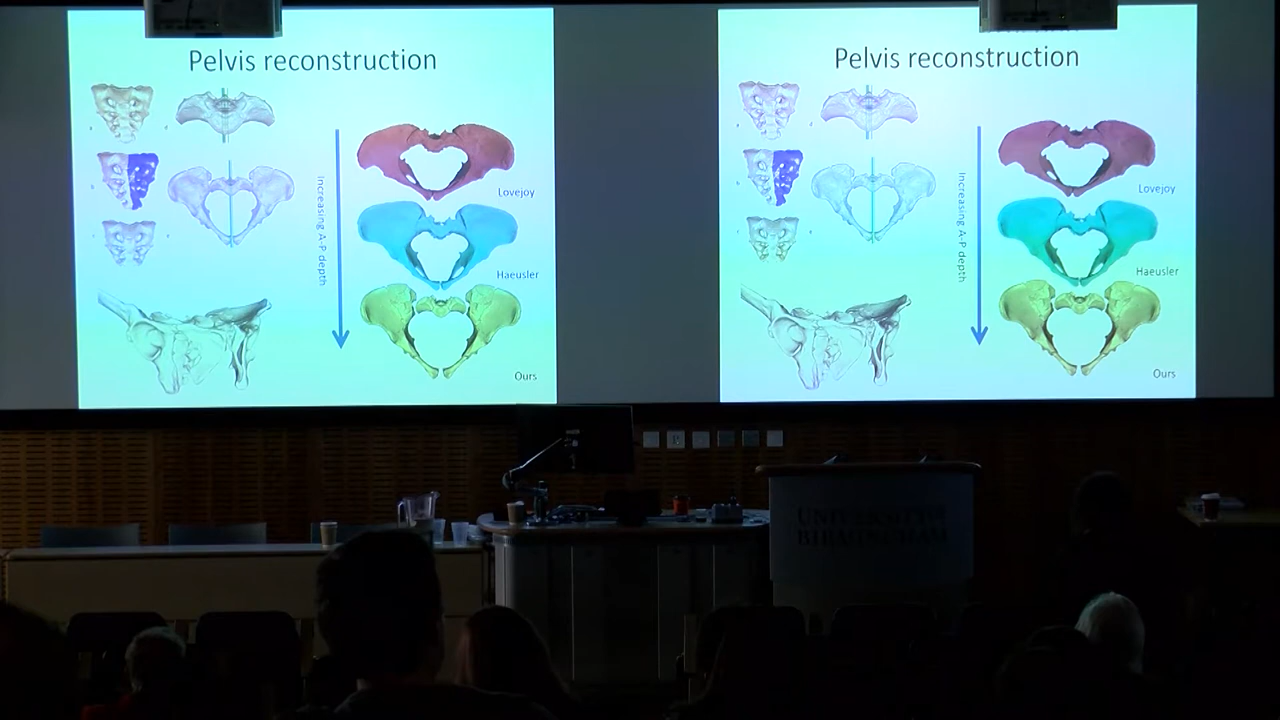 Pelvis reconstruction
Lovejoy
Increasing A-P depth
Haeusler
Ours
Pelvis reconstruction
Lovejoy
Increasing A-P depth
Haeusler
Ours
UNIVERSITY OF
BIRMINGHAM